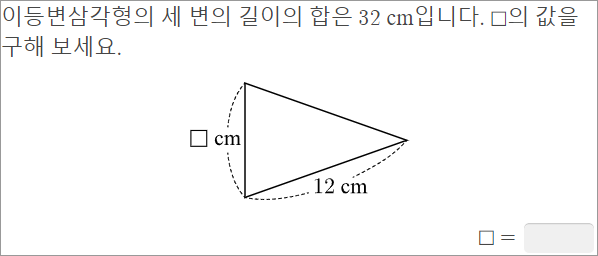 이등변삼각형의 세 변의 길이의 합은 32 cm입니다. □의 값을
구해 보세요.
□ cm
12 cm
□ =